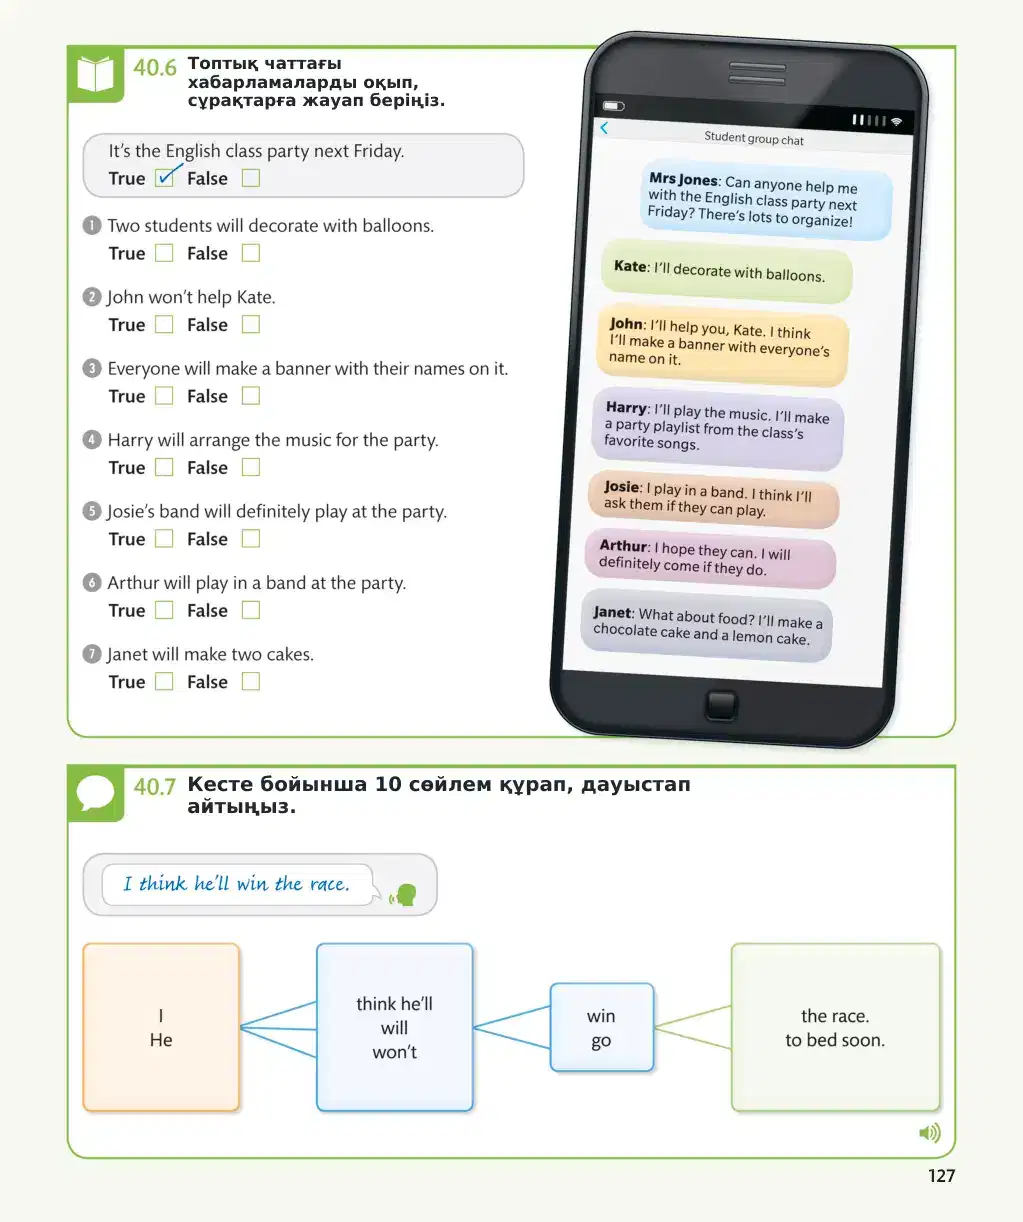 40.6 Топтық чаттағы
хабарламаларды оқып,
сұрақтарға жауап беріңіз.
It's the English class party next Friday.
True False
1 Two students will decorate with balloons.
True False
2 John won't help Kate.
True False
3 Everyone will make a banner with their names on it.
True False
4 Harry will arrange the music for the party.
True False
5 Josie's band will definitely play at the party.
True False
6 Arthur will play in a band at the party.
True False
7 Janet will make two cakes.
True False
Student group chat
Mrs Jones: Can anyone help me
with the English class party next
Friday? There's lots to organize!
Kate: I'll decorate with balloons.
John: I'll help you, Kate. I think
I'll make a banner with everyone's
name on it.
Harry: I'll play the music. I'll make
a party playlist from the class's
favorite songs.
Josie: I play in a band. I think I'll
ask them if they can play.
Arthur: I hope they can. I will
definitely come if they do.
Janet: What about food? I'll make a
chocolate cake and a lemon cake.
40.7 Кесте бойынша 10 сөйлем құрап, дауыстап
айтыңыз.
I think he'll win the race.
I
He
think he'll
will
won't
win
go
the race.
to bed soon.
127